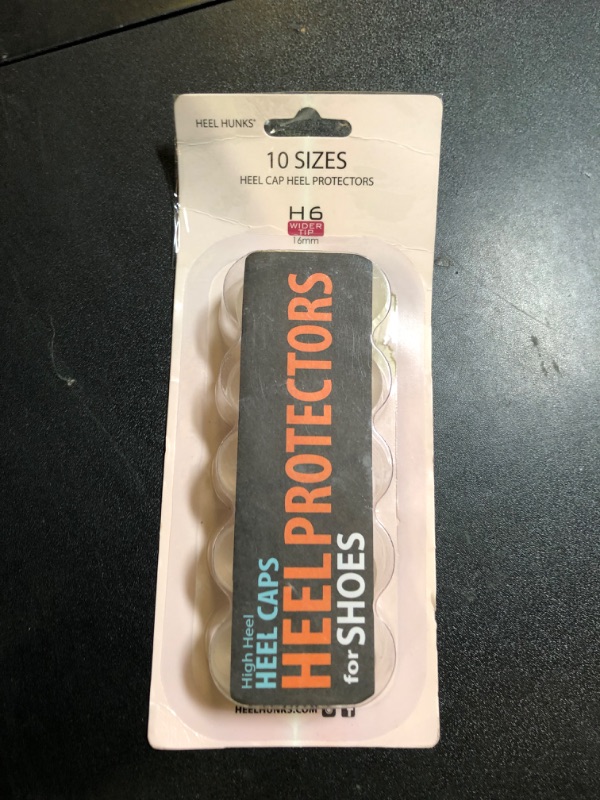 HEEL HUNKS®
10 SIZES
HEEL CAP HEEL PROTECTORS
H6
WIDER
TIP
16mm
High Heel
HEEL CAPS
HEEL PROTECTORS
for SHOES
HEELHUNKS.COM